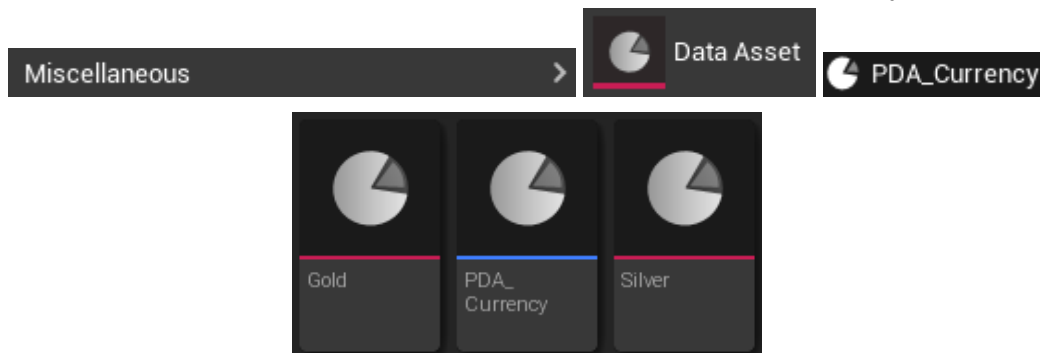 Miscellaneous
Data Asset
PDA_Currency
Gold
PDA_
Currency
Silver